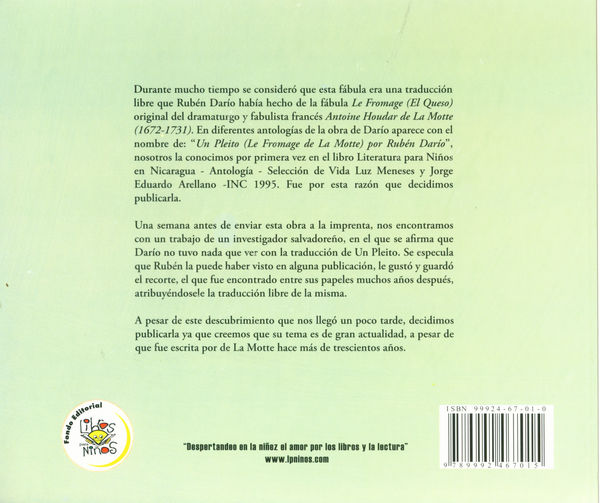 Durante mucho tiempo se consideró que esta fábula era una traducción
libre que Rubén Darío había hecho de la fábula Le Fromage (El Queso)
original del dramaturgo y fabulista francés Antoine Houdar de La Motte
(1672-1731). En diferentes antologías de la obra de Darío aparece con el
nombre de: “Un Pleito (Le Fromage de La Motte) por Rubén Darío”,
nosotros la conocimos por primera vez en el libro Literatura para Niños
en Nicaragua - Antología - Selección de Vida Luz Meneses y Jorge
Eduardo Arellano -INC 1995. Fue por esta razón que decidimos
publicarla.
Una semana antes de enviar esta obra a la imprenta, nos encontramos
con un trabajo de un investigador salvadoreño, en el que se afirma que
Darío no tuvo nada que ver con la traducción de Un Pleito. Se especula
que Rubén la puede haber visto en alguna publicación, le gustó y guardó
el recorte, el que fue encontrado entre sus papeles muchos años después,
atribuyéndosele la traducción libre de la misma.
A pesar de este descubrimiento que nos llegó un poco tarde, decidimos
publicarla ya que creemos que su tema es de gran actualidad, a pesar de
que fue escrita por de La Motte hace más de trescientos años.
Fondo Editorial
Libros
para
Niños
“Despertandeo en la niñez el amor por los libros y la lectura”
www.lpninos.com
ISBN 99924-67-01-0
9 789992 467015